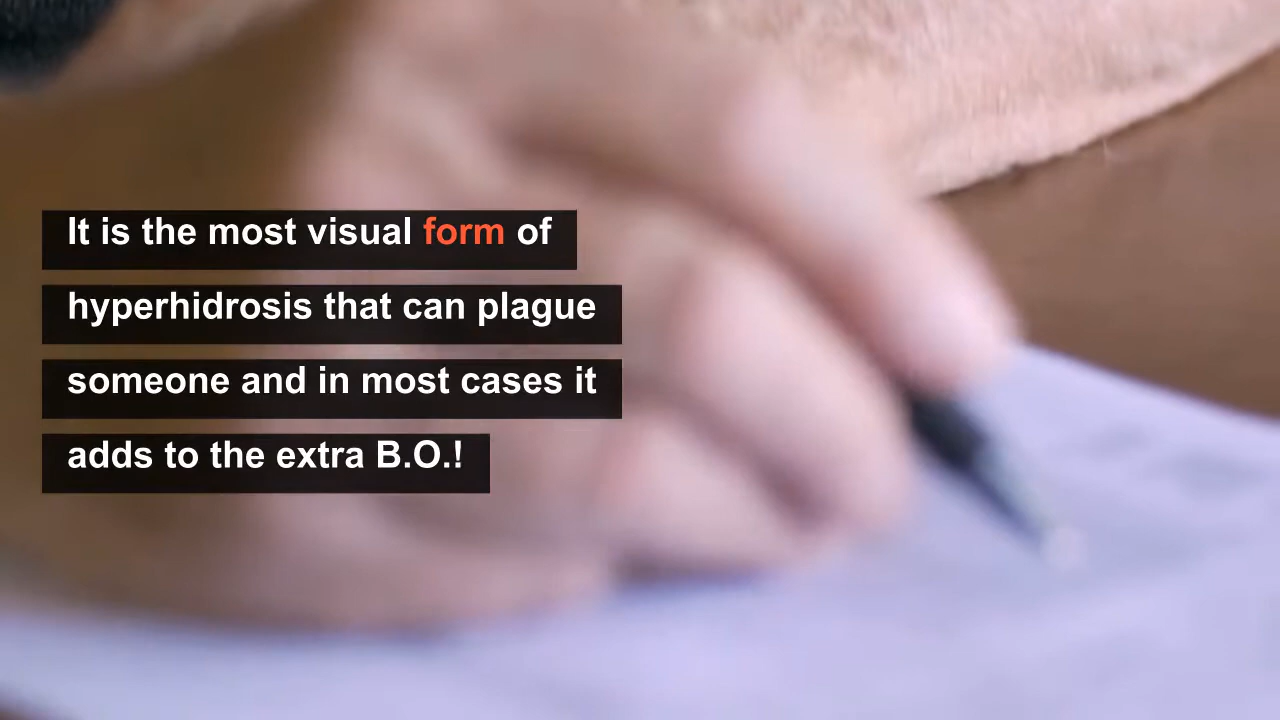 It is the most visual form of
hyperhidrosis that can plague
someone and in most cases it
adds to the extra B.O.!